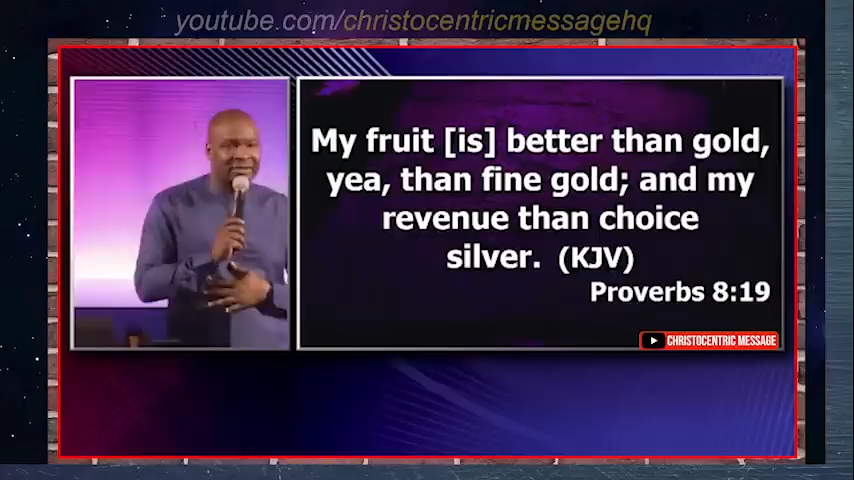 youtube.com/christocentricmessagehq
My fruit [is] better than gold,
yea, than fine gold; and my
revenue than choice
silver. (KJV)
Proverbs 8:19
CHRISTOCENTRIC MESSAGE